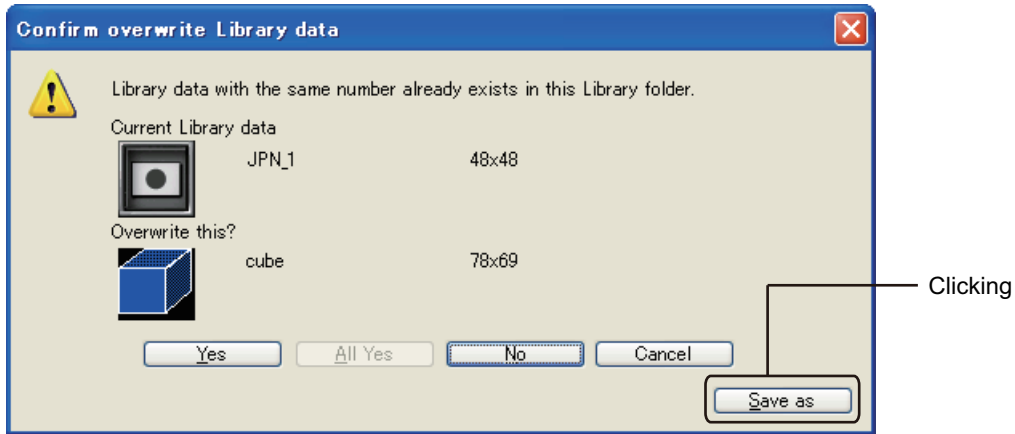 Confirm overwrite Library data
Library data with the same number already exists in this Library folder.
Current Library data
JPN_1 48x48
Overwrite this?
cube 78x69
Clicking
Yes All Yes No Cancel
Save as